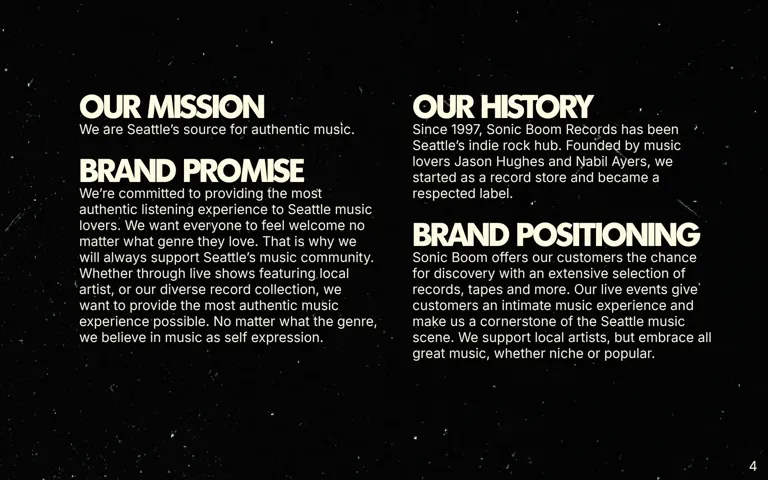 OUR MISSION
We are Seattle's source for authentic music.
BRAND PROMISE
We're committed to providing the most
authentic listening experience to Seattle music
lovers. We want everyone to feel welcome no
matter what genre they love. That is why we
will always support Seattle's music community.
Whether through live shows featuring local
artist, or our diverse record collection, we
want to provide the most authentic music
experience possible. No matter what the genre,
we believe in music as self expression.
OUR HISTORY
Since 1997, Sonic Boom Records has been
Seattle's indie rock hub. Founded by music
lovers Jason Hughes and Nabil Ayers, we
started as a record store and became a
respected label.
BRAND POSITIONING
Sonic Boom offers our customers the chance
for discovery with an extensive selection of
records, tapes and more. Our live events give
customers an intimate music experience and
make us a cornerstone of the Seattle music
scene. We support local artists, but embrace all
great music, whether niche or popular.
4